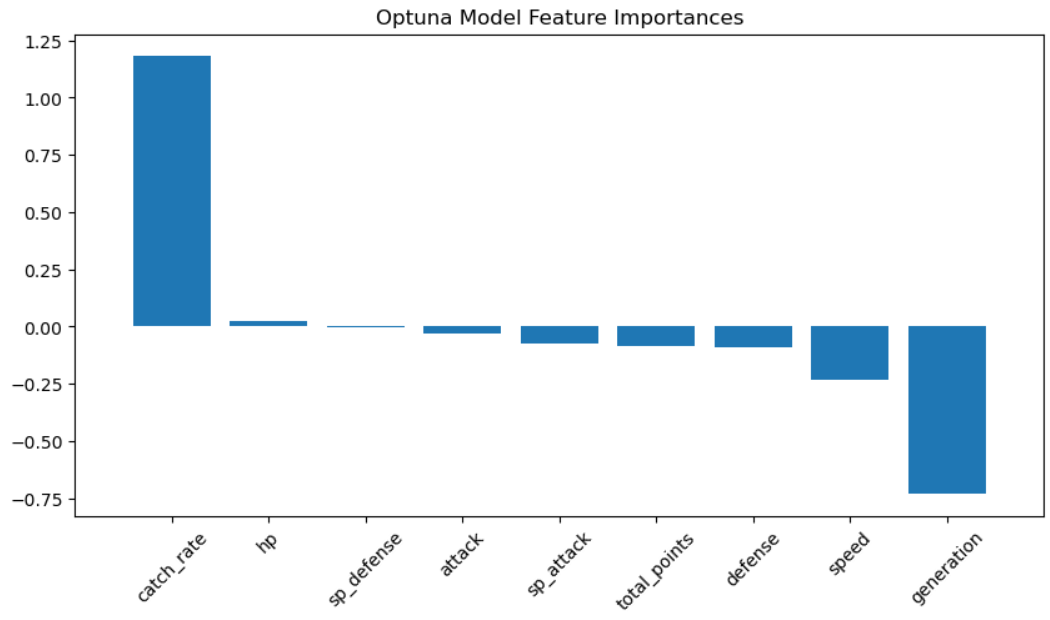 Optuna Model Feature Importances
1.25
1.00
0.75
0.50
0.25
0.00
−0.25
−0.50
−0.75
catch_rate
hp
sp_defense
attack
sp_attack
total_points
defense
speed
generation